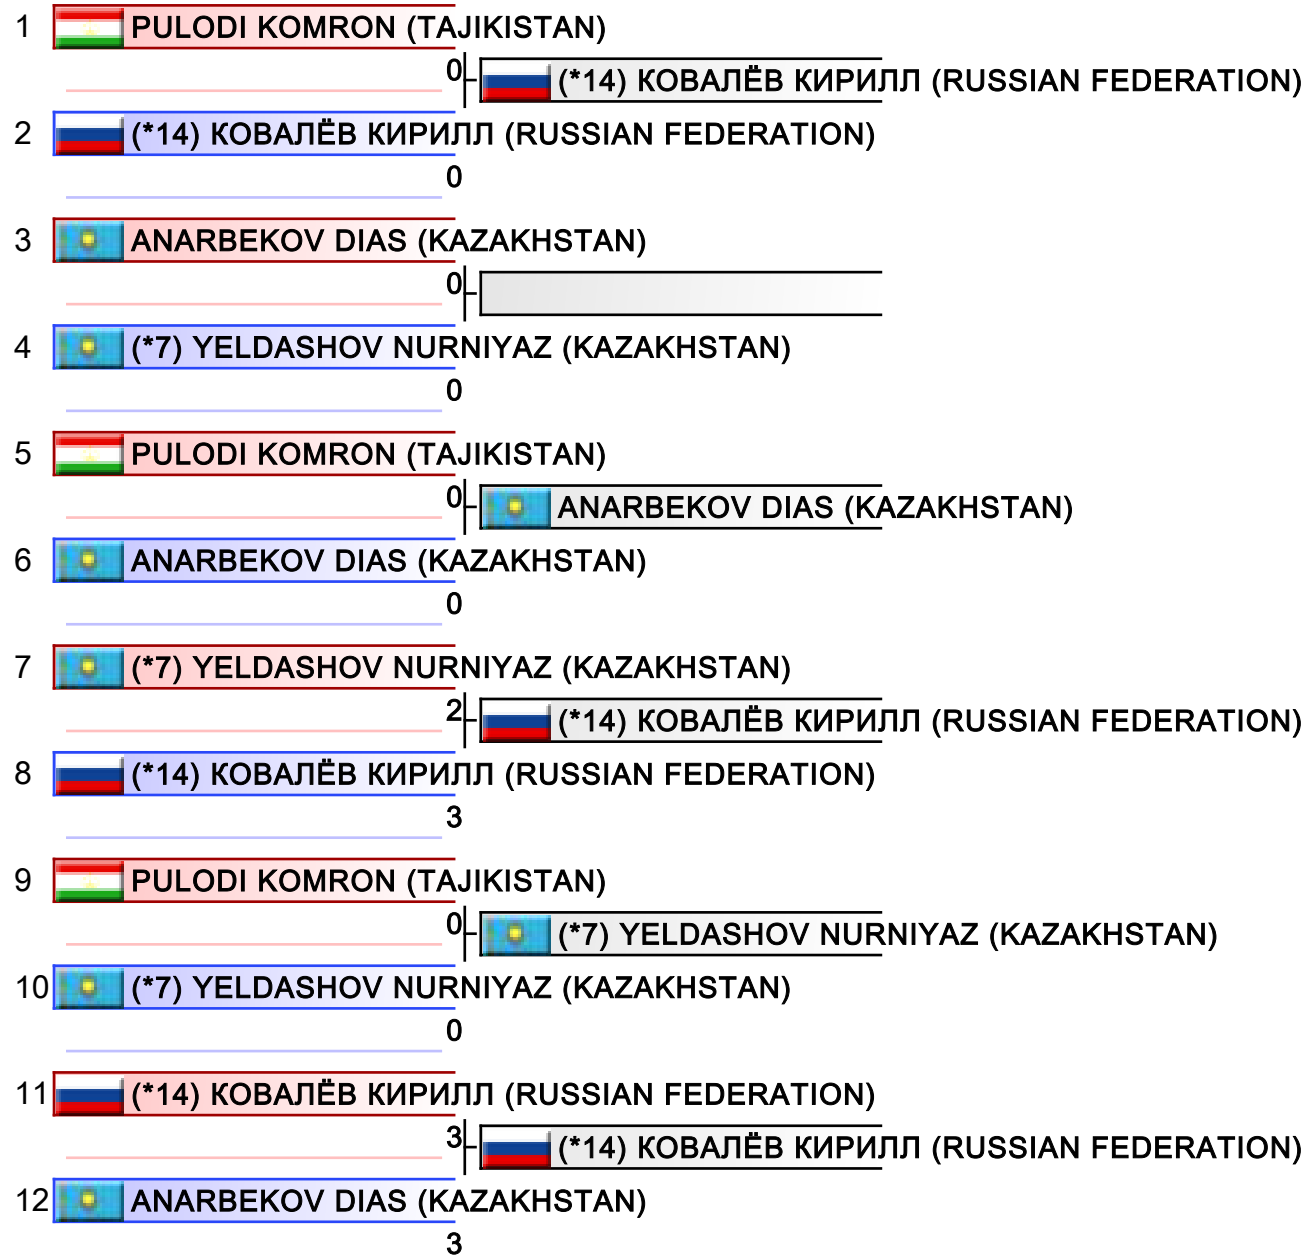 1 PULODI KOMRON (TAJIKISTAN)
0 (*14) КОВАЛЁВ КИРИЛЛ (RUSSIAN FEDERATION)
2 (*14) КОВАЛЁВ КИРИЛЛ (RUSSIAN FEDERATION)
0
3 ANARBEKOV DIAS (KAZAKHSTAN)
0
4 (*7) YELDASHOV NURNIYAZ (KAZAKHSTAN)
0
5 PULODI KOMRON (TAJIKISTAN)
0 ANARBEKOV DIAS (KAZAKHSTAN)
6 ANARBEKOV DIAS (KAZAKHSTAN)
0
7 (*7) YELDASHOV NURNIYAZ (KAZAKHSTAN)
2 (*14) КОВАЛЁВ КИРИЛЛ (RUSSIAN FEDERATION)
8 (*14) КОВАЛЁВ КИРИЛЛ (RUSSIAN FEDERATION)
3
9 PULODI KOMRON (TAJIKISTAN)
0 (*7) YELDASHOV NURNIYAZ (KAZAKHSTAN)
10 (*7) YELDASHOV NURNIYAZ (KAZAKHSTAN)
0
11 (*14) КОВАЛЁВ КИРИЛЛ (RUSSIAN FEDERATION)
3 (*14) КОВАЛЁВ КИРИЛЛ (RUSSIAN FEDERATION)
12 ANARBEKOV DIAS (KAZAKHSTAN)
3